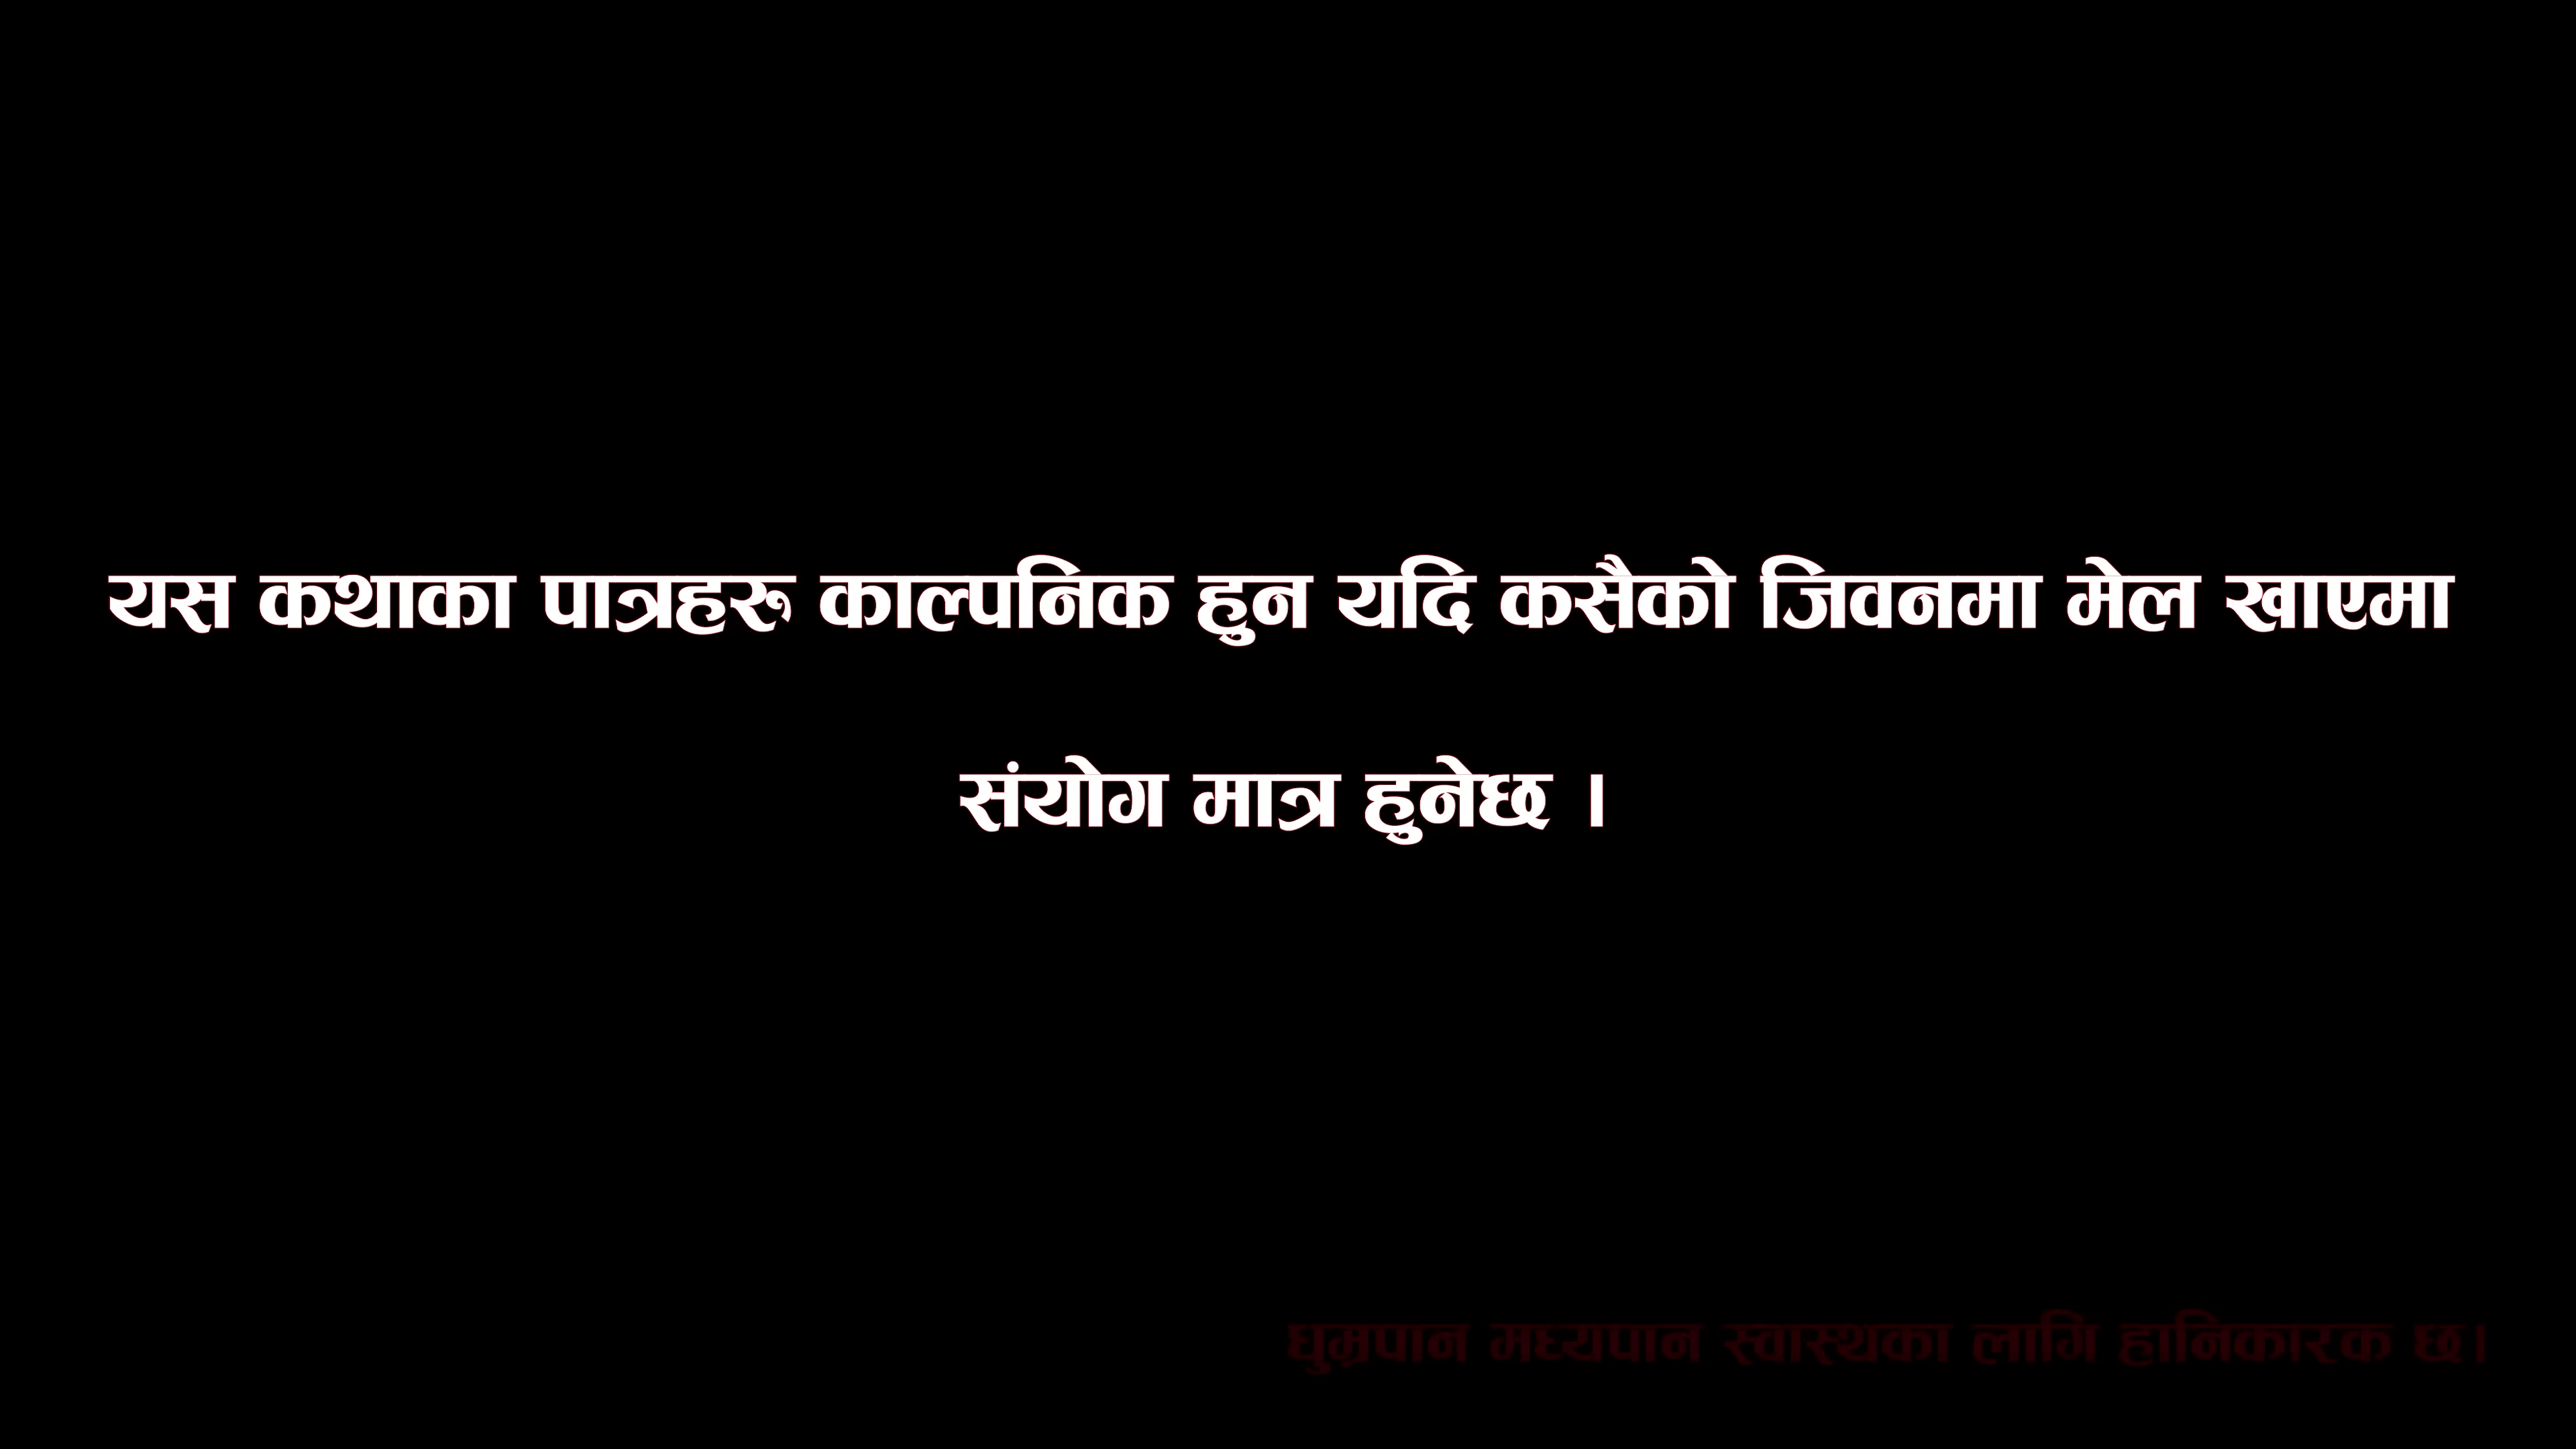 यस कथाका पात्रहरु काल्पनिक हुन यदि कसैको जिवनमा मेल खाएमा
संयोग मात्र हुनेछ ।
घुम्रपान मध्यपान स्वास्थका लागि हानिकारक छ।